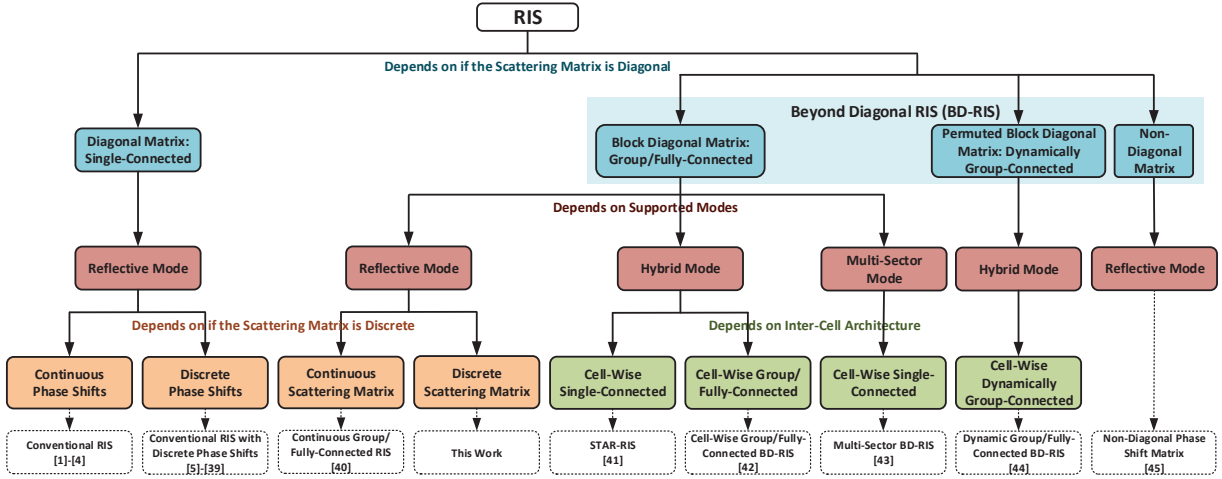 RIS
Depends on if the Scattering Matrix is Diagonal
Beyond Diagonal RIS (BD-RIS)
Diagonal Matrix:
Single-Connected
Block Diagonal Matrix:
Group/Fully-Connected
Permuted Block Diagonal
Matrix: Dynamically
Group-Connected
Non-
Diagonal
Matrix
Depends on Supported Modes
Reflective Mode
Reflective Mode
Hybrid Mode
Multi-Sector
Mode
Hybrid Mode
Reflective Mode
Depends on if the Scattering Matrix is Discrete
Depends on Inter-Cell Architecture
Continuous
Phase Shifts
Discrete
Phase Shifts
Continuous
Scattering Matrix
Discrete
Scattering Matrix
Cell-Wise
Single-Connected
Cell-Wise Group/
Fully-Connected
Cell-Wise Single-
Connected
Cell-Wise
Dynamically
Group-Connected
Conventional RIS
[1]-[4]
Conventional RIS with
Discrete Phase Shifts
[5]-[39]
Continuous Group/
Fully-Connected RIS
[40]
This Work
STAR-RIS
[41]
Cell-Wise Group/Fully-
Connected BD-RIS
[42]
Multi-Sector BD-RIS
[43]
Dynamic Group/Fully-
Connected BD-RIS
[44]
Non-Diagonal Phase
Shift Matrix
[45]